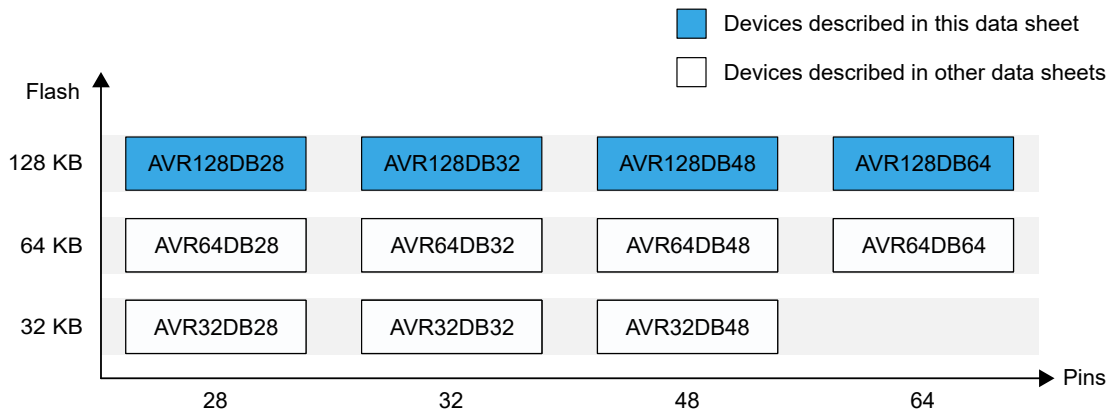 Devices described in this data sheet
Devices described in other data sheets
Flash
128 KB AVR128DB28 AVR128DB32 AVR128DB48 AVR128DB64
64 KB AVR64DB28 AVR64DB32 AVR64DB48 AVR64DB64
32 KB AVR32DB28 AVR32DB32 AVR32DB48
Pins
28 32 48 64